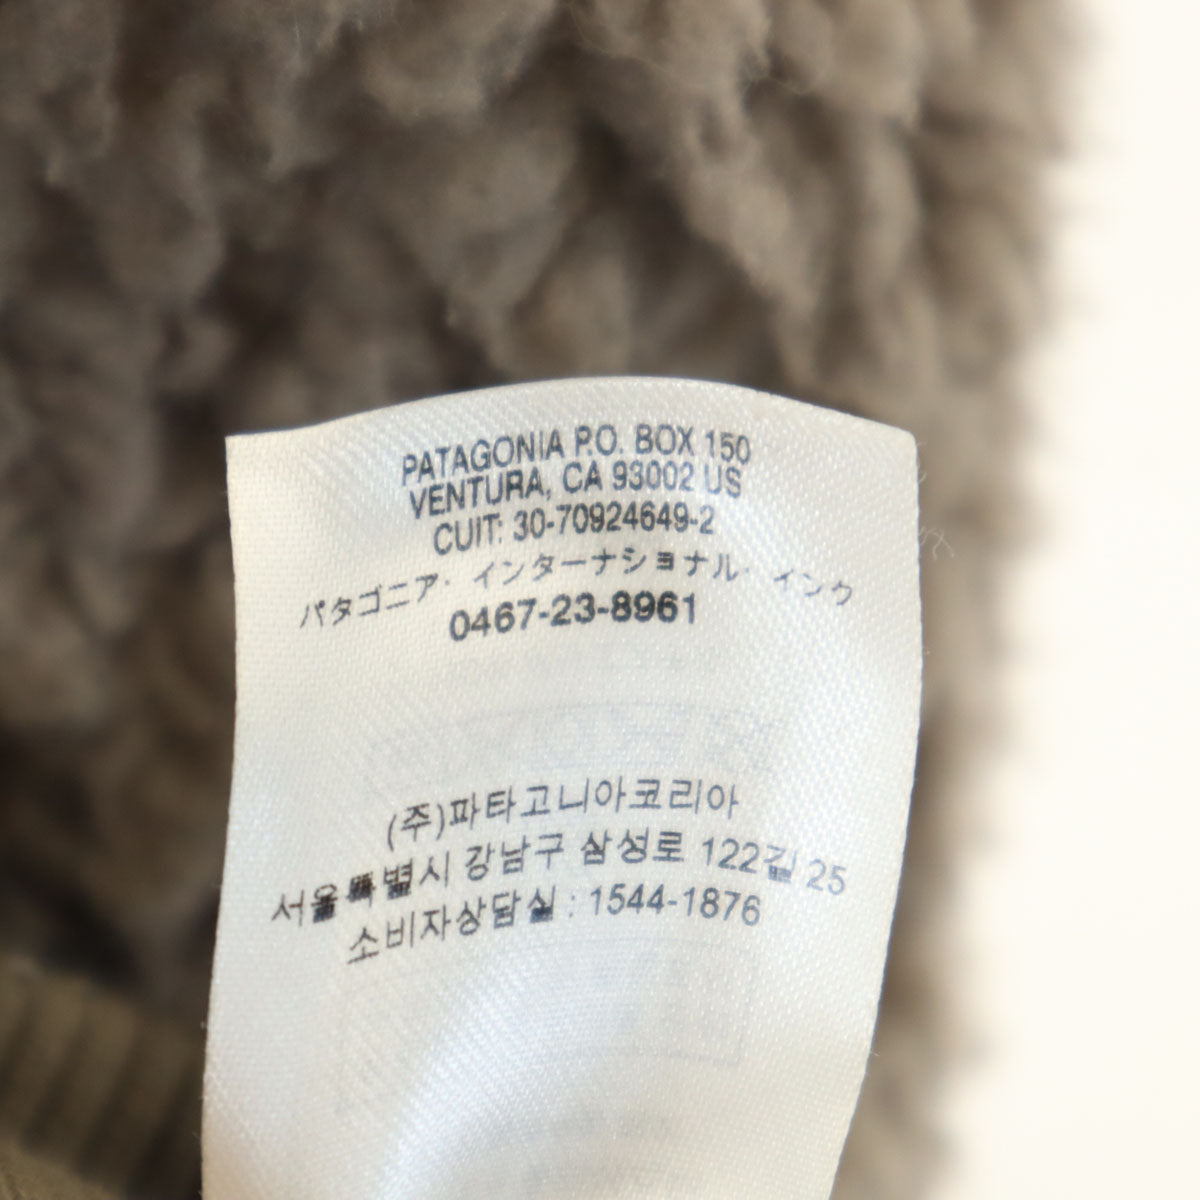 PATAGONIA P.O. BOX 150
VENTURA, CA 93002 US
CUIT: 30-70924649-2
パタゴニア・インターナショナル・インク
0467-23-8961
(주)파타고니아코리아
서울특별시 강남구 삼성로 122길 25
소비자상담실 : 1544-1876